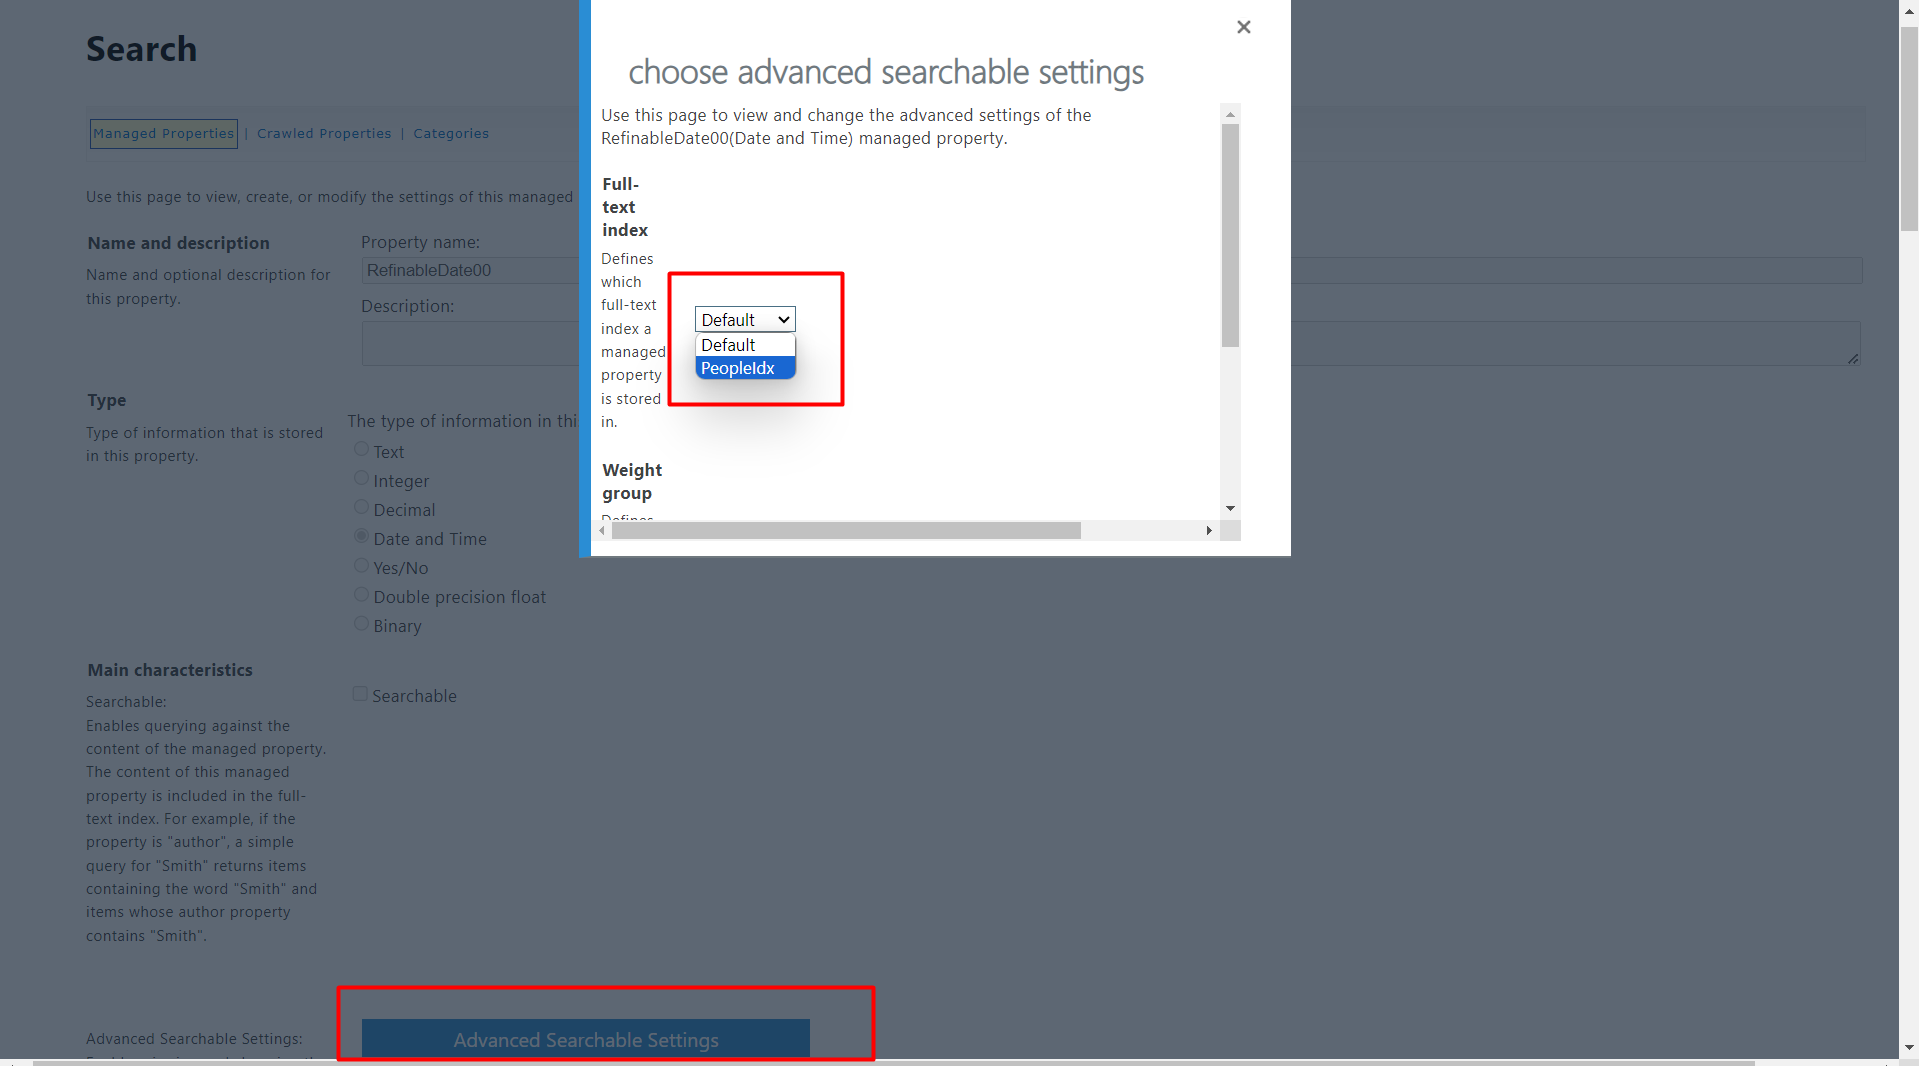 Search
Managed Properties | Crawled Properties | Categories
Use this page to view, create, or modify the settings of this managed
Name and description
Name and optional description for
this property.
Property name:
RefinableDate00
Description:
Type
Type of information that is stored
in this property.
The type of information in thi
Text
Integer
Decimal
Date and Time
Yes/No
Double precision float
Binary
Main characteristics
Searchable:
Enables querying against the
content of the managed property.
The content of this managed
property is included in the full-
text index. For example, if the
property is "author", a simple
query for "Smith" returns items
containing the word "Smith" and
items whose author property
contains "Smith".
Searchable
Advanced Searchable Settings:
Advanced Searchable Settings
choose advanced searchable settings
Use this page to view and change the advanced settings of the
RefinableDate00(Date and Time) managed property.
Full-
text
index
Defines
which
full-text
index a
managed
property
is stored
in.
Default
Default
PeopleIdx
Weight
group
Defines